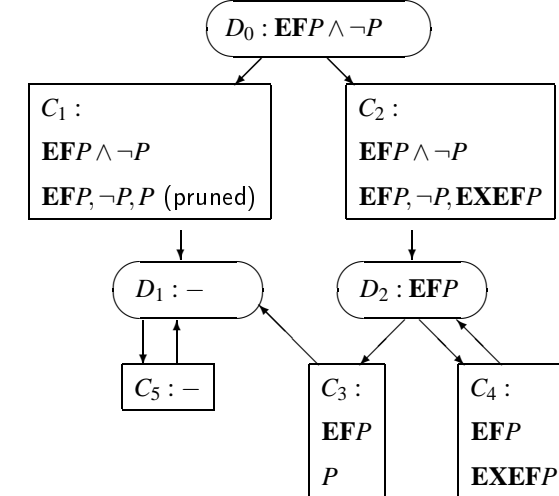 D₀ : EFP ∧ ¬P
C₁ :
EFP ∧ ¬P
EFP, ¬P, P (pruned)
C₂ :
EFP ∧ ¬P
EFP, ¬P, EXEFP
D₁ : −
D₂ : EFP
C₅ : −
C₃ :
EFP
P
C₄ :
EFP
EXEFP